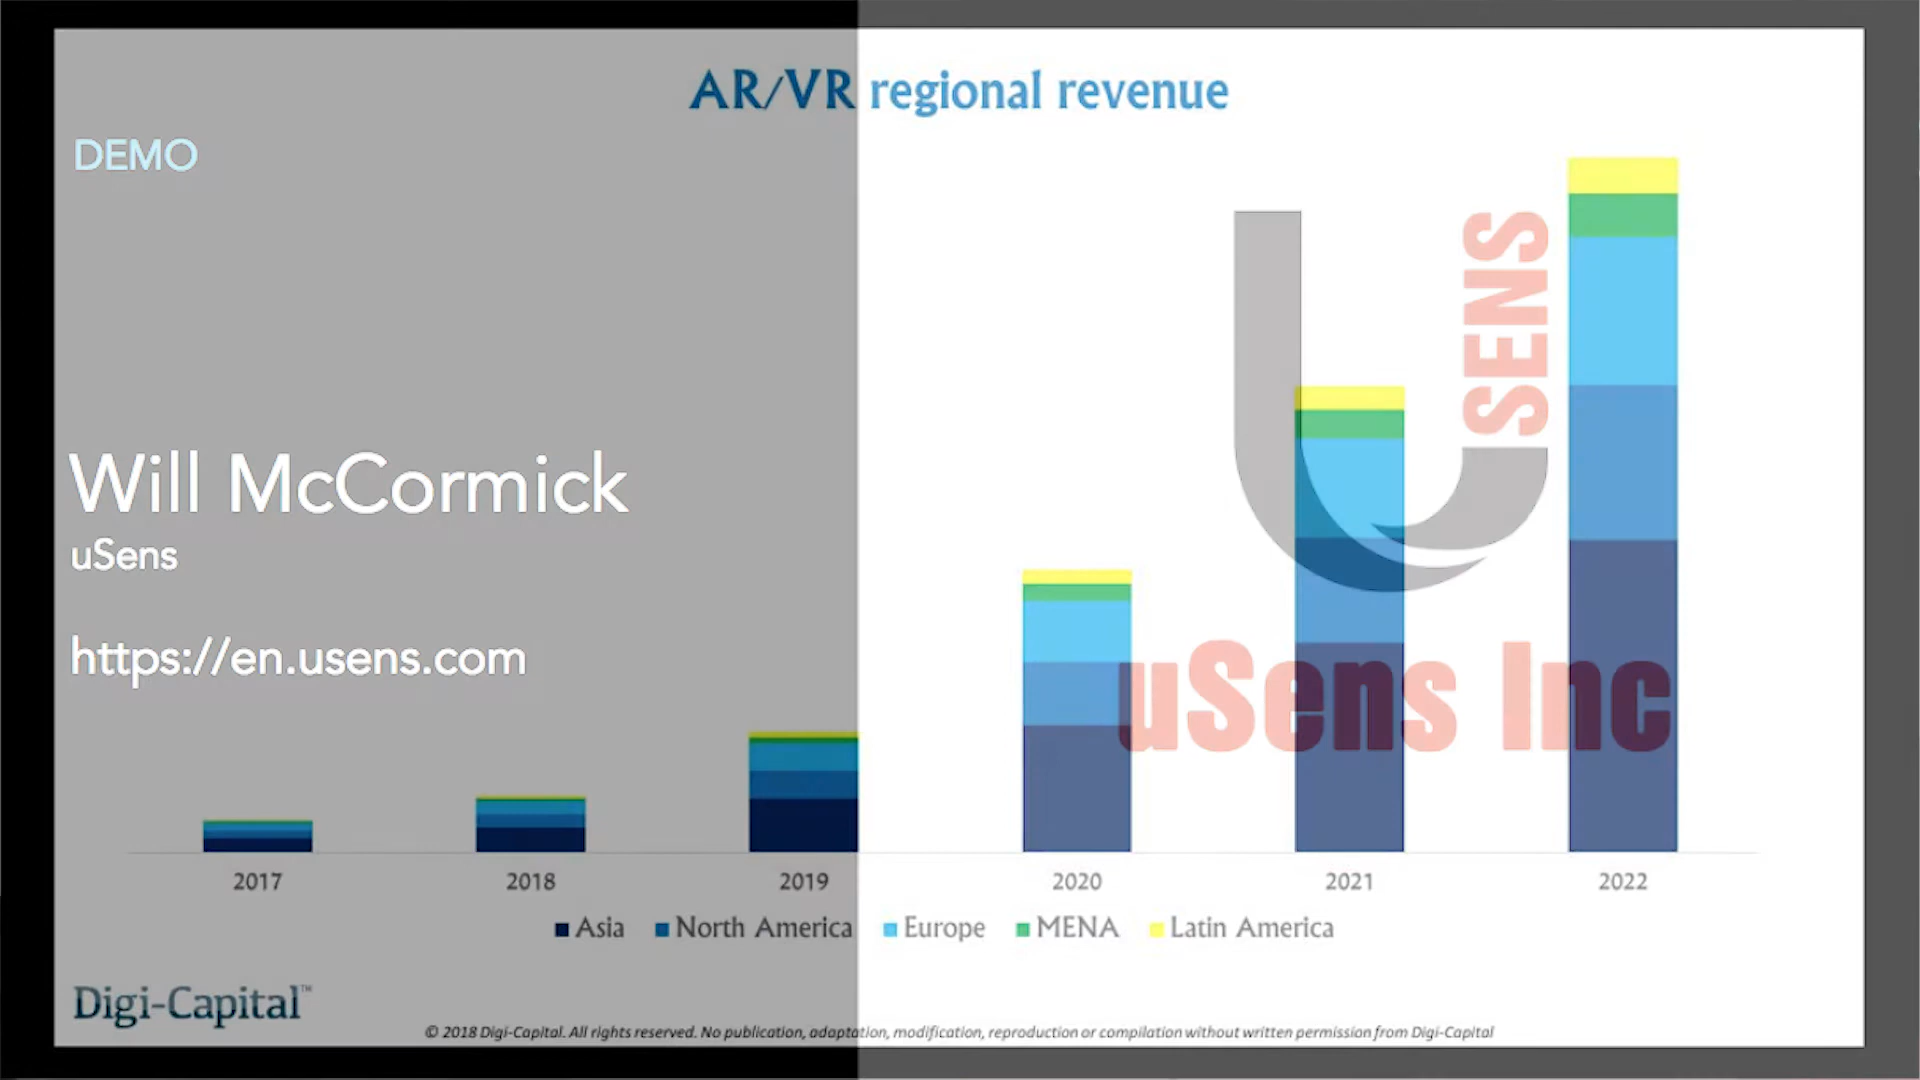 AR/VR regional revenue
DEMO
SENS
Will McCormick
uSens
https://en.usens.com
uSens Inc
2017 2018 2019 2020 2021 2022
Asia North America Europe MENA Latin America
Digi-Capital™
© 2018 Digi-Capital. All rights reserved. No publication, adaptation, modification, reproduction or compilation without written permission from Digi-Capital